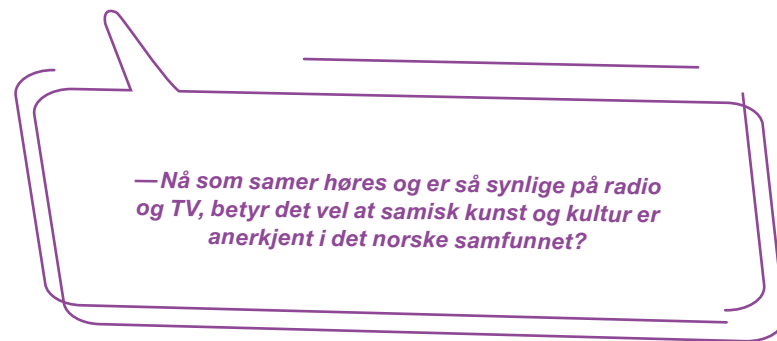 —Nå som samer høres og er så synlige på radio
og TV, betyr det vel at samisk kunst og kultur er
anerkjent i det norske samfunnet?